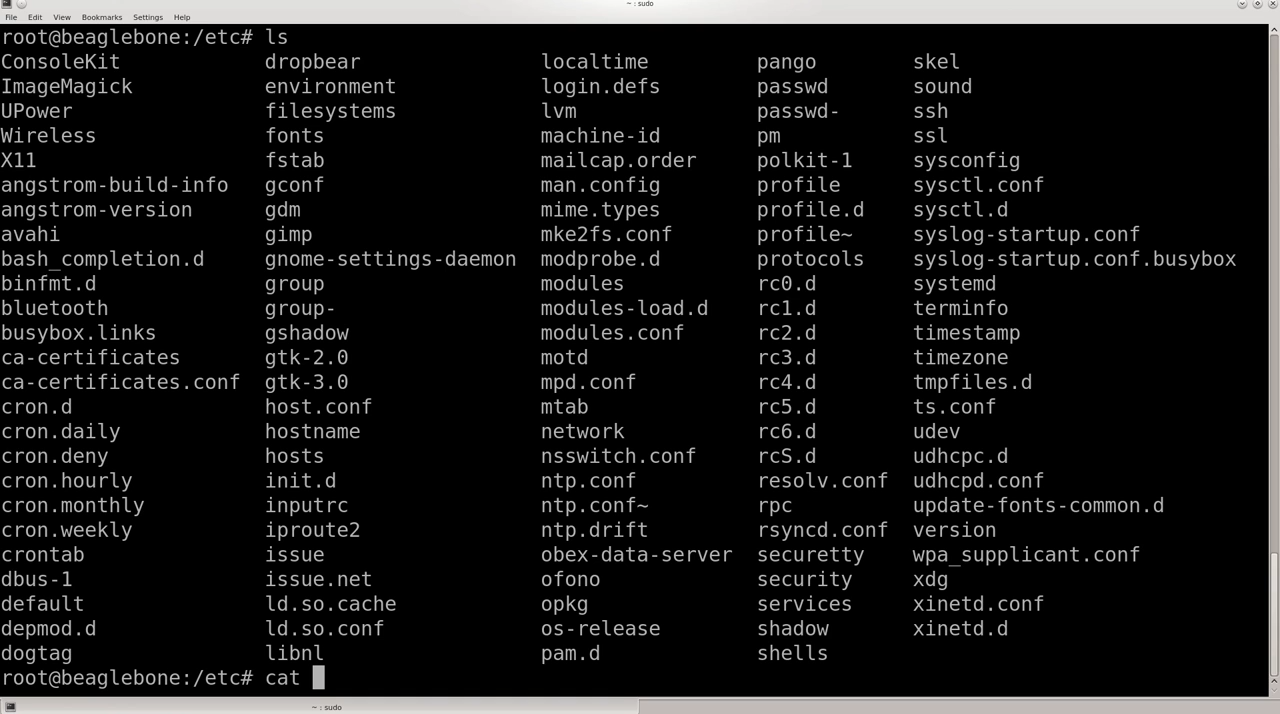 ~ : sudo
File Edit View Bookmarks Settings Help
root@beaglebone:/etc# ls
ConsoleKit dropbear localtime pango skel
ImageMagick environment login.defs passwd sound
UPower filesystems lvm passwd- ssh
Wireless fonts machine-id pm ssl
X11 fstab mailcap.order polkit-1 sysconfig
angstrom-build-info gconf man.config profile sysctl.conf
angstrom-version gdm mime.types profile.d sysctl.d
avahi gimp mke2fs.conf profile~ syslog-startup.conf
bash_completion.d gnome-settings-daemon modprobe.d protocols syslog-startup.conf.busybox
binfmt.d group modules rc0.d systemd
bluetooth group- modules-load.d rc1.d terminfo
busybox.links gshadow modules.conf rc2.d timestamp
ca-certificates gtk-2.0 motd rc3.d timezone
ca-certificates.conf gtk-3.0 mpd.conf rc4.d tmpfiles.d
cron.d host.conf mtab rc5.d ts.conf
cron.daily hostname network rc6.d udev
cron.deny hosts nsswitch.conf rcS.d udhcpc.d
cron.hourly init.d ntp.conf resolv.conf udhcpd.conf
cron.monthly inputrc ntp.conf~ rpc update-fonts-common.d
cron.weekly iproute2 ntp.drift rsyncd.conf version
crontab issue obex-data-server securetty wpa_supplicant.conf
dbus-1 issue.net ofono security xdg
default ld.so.cache opkg services xinetd.conf
depmod.d ld.so.conf os-release shadow xinetd.d
dogtag libnl pam.d shells
root@beaglebone:/etc# cat
~ : sudo